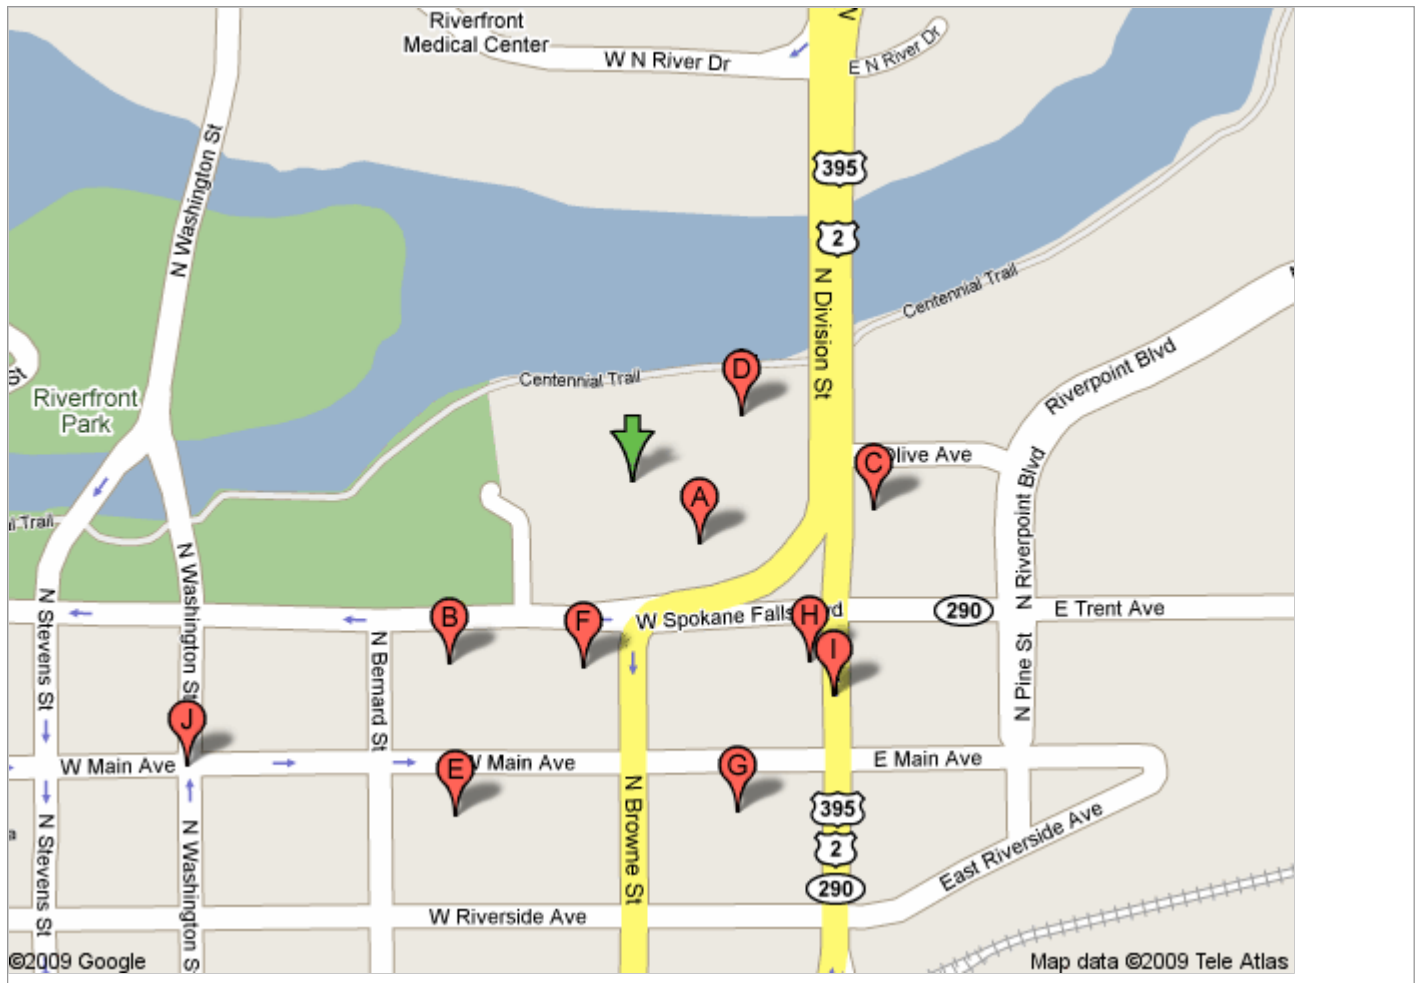 Riverfront
Medical Center
W N River Dr
E N River Dr
N Washington St
395
2
N Division St
Centennial Trail
Centennial Trail
Riverpoint Blvd
St
Riverfront
Park
D
A
C
Olive Ave
N Riverpoint Blvd
Trail
N Stevens St
N Washington St
N Bernard St
B
F
W Spokane Falls
H
I
290
E Trent Ave
N Pine St
J
W Main Ave
E
W Main Ave
G
E Main Ave
N Browne St
395
2
290
East Riverside Ave
N Stevens St
N Washington S
W Riverside Ave
©2009 Google
Map data ©2009 Tele Atlas